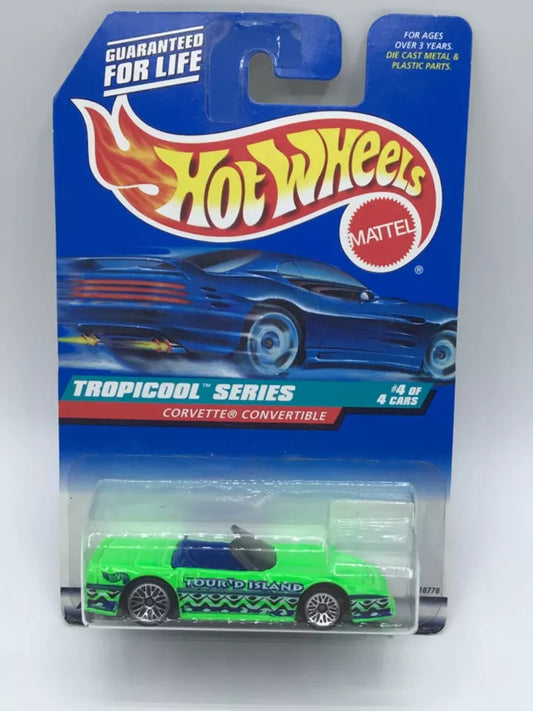 GUARANTEED
FOR LIFE
FOR AGES
OVER 3 YEARS.
DIE CAST METAL &
PLASTIC PARTS.
HOT WHEELS
MATTEL
®
TROPICOOL™ SERIES
#4 OF
4 CARS
CORVETTE® CONVERTIBLE
TOUR'D ISLAND
18778